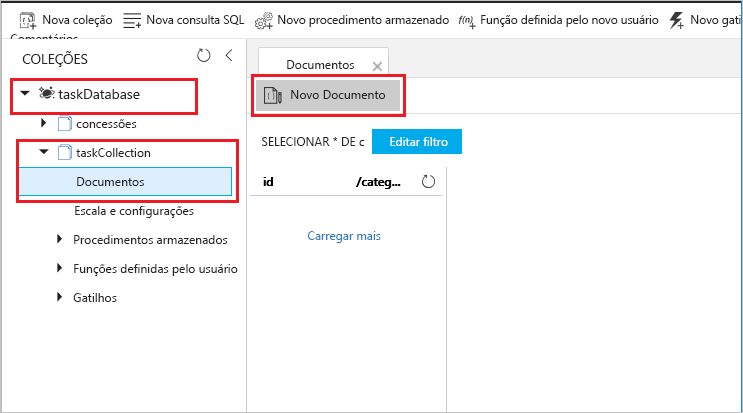 Nova coleção Nova consulta SQL Novo procedimento armazenado Função definida pelo novo usuário Novo gati
Comentários
COLEÇÕES
taskDatabase
concessões
taskCollection
Documentos
Escala e configurações
Procedimentos armazenados
Funções definidas pelo usuário
Gatilhos
Documentos
Novo Documento
SELECIONAR * DE c Editar filtro
id /categ...
Carregar mais